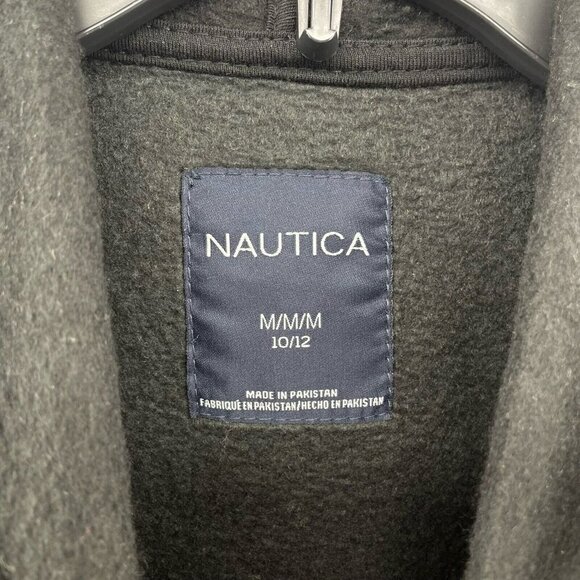 NAUTICA
M/M/M
10/12
MADE IN PAKISTAN
FABRIQUÉ EN PAKISTAN/HECHO EN PAKISTAN